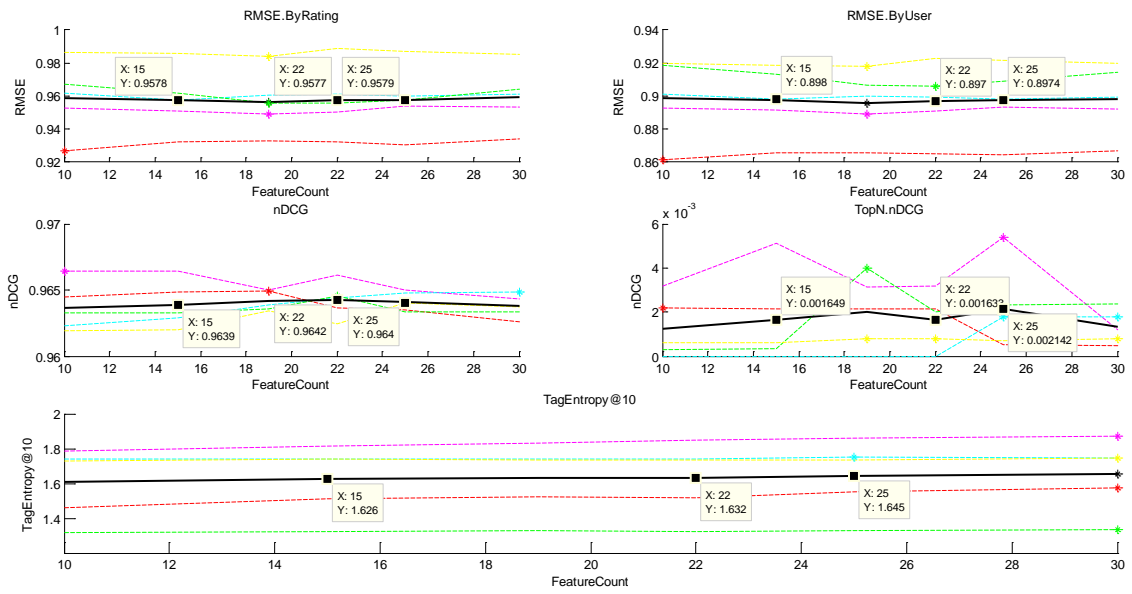 RMSE.ByRating
1
0.98
0.96
0.94
0.92
RMSE
X: 15
Y: 0.9578
X: 22
Y: 0.9577
X: 25
Y: 0.9579
10 12 14 16 18 20 22 24 26 28 30
FeatureCount
RMSE.ByUser
0.94
0.92
0.9
0.88
0.86
RMSE
X: 15
Y: 0.898
X: 22
Y: 0.897
X: 25
Y: 0.8974
10 12 14 16 18 20 22 24 26 28 30
FeatureCount
nDCG
0.97
0.965
0.96
nDCG
X: 15
Y: 0.9639
X: 22
Y: 0.9642
X: 25
Y: 0.964
10 12 14 16 18 20 22 24 26 28 30
FeatureCount
TopN.nDCG
x 10-3
6
4
2
0
nDCG
X: 15
Y: 0.001649
X: 22
Y: 0.001632
X: 25
Y: 0.002142
10 12 14 16 18 20 22 24 26 28 30
FeatureCount
TagEntropy@10
2
1.8
1.6
1.4
TagEntropy@10
X: 15
Y: 1.626
X: 22
Y: 1.632
X: 25
Y: 1.645
10 12 14 16 18 20 22 24 26 28 30
FeatureCount